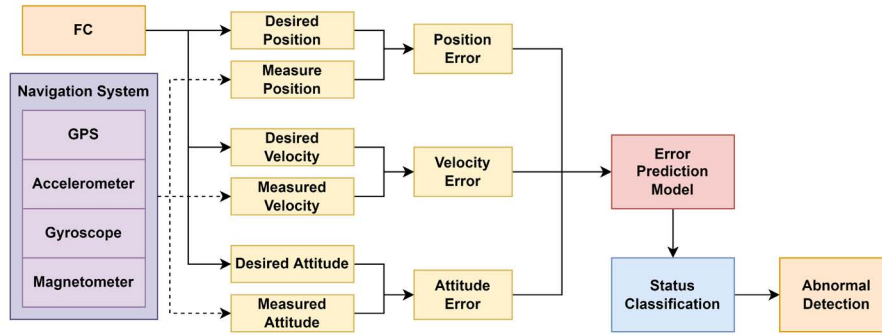 FC
Navigation System
GPS
Accelerometer
Gyroscope
Magnetometer
Desired
Position
Measure
Position
Desired
Velocity
Measured
Velocity
Desired Attitude
Measured
Attitude
Position
Error
Velocity
Error
Attitude
Error
Error
Prediction
Model
Status
Classification
Abnormal
Detection